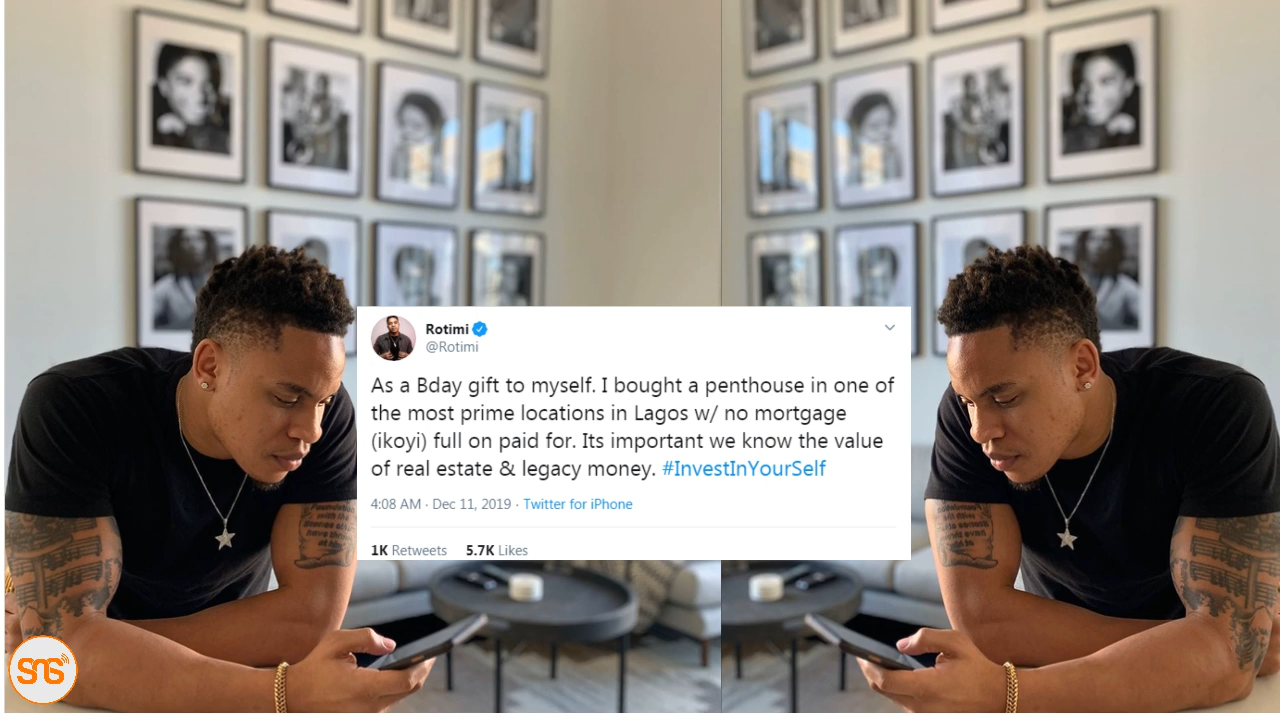 Rotimi
@Rotimi
As a Bday gift to myself. I bought a penthouse in one of
the most prime locations in Lagos w/ no mortgage
(ikoyi) full on paid for. Its important we know the value
of real estate & legacy money. #InvestInYourSelf
4:08 AM · Dec 11, 2019 · Twitter for iPhone
1K Retweets 5.7K Likes
SNS